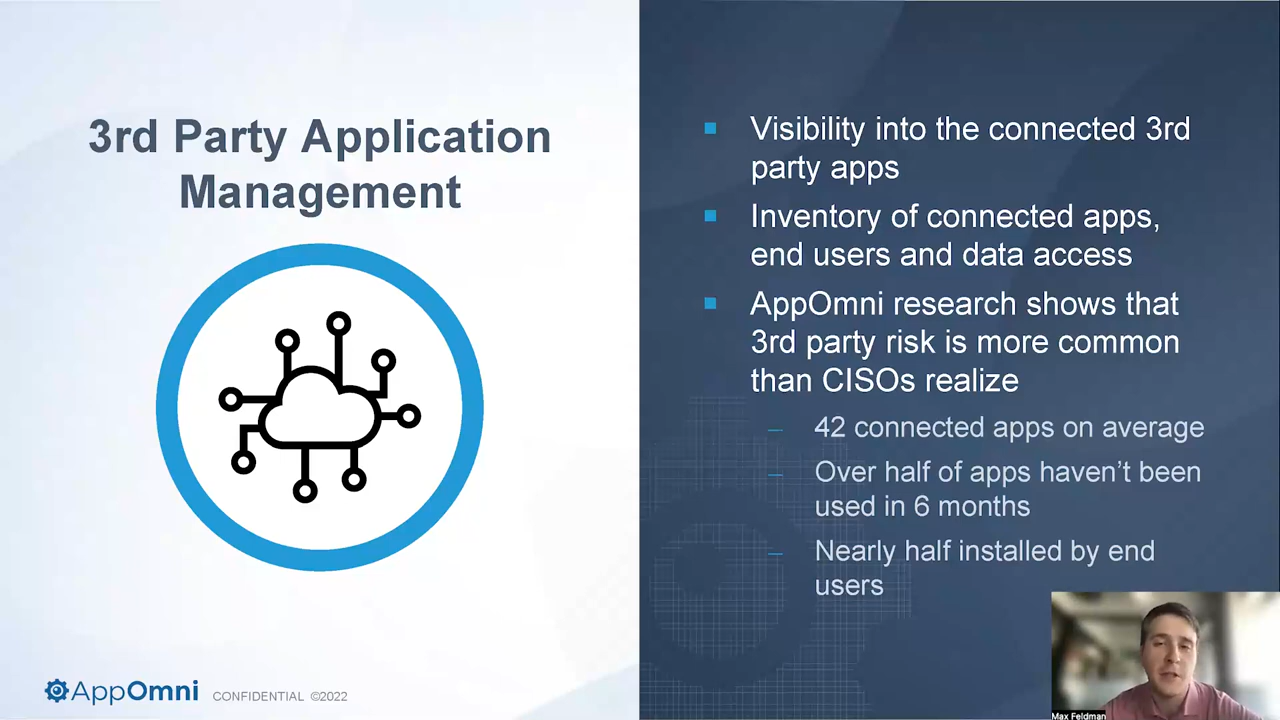 3rd Party Application
Management
Visibility into the connected 3rd
party apps
Inventory of connected apps,
end users and data access
AppOmni research shows that
3rd party risk is more common
than CISOs realize
42 connected apps on average
Over half of apps haven’t been
used in 6 months
Nearly half installed by end
users
AppOmni CONFIDENTIAL ©2022
Max Feldman